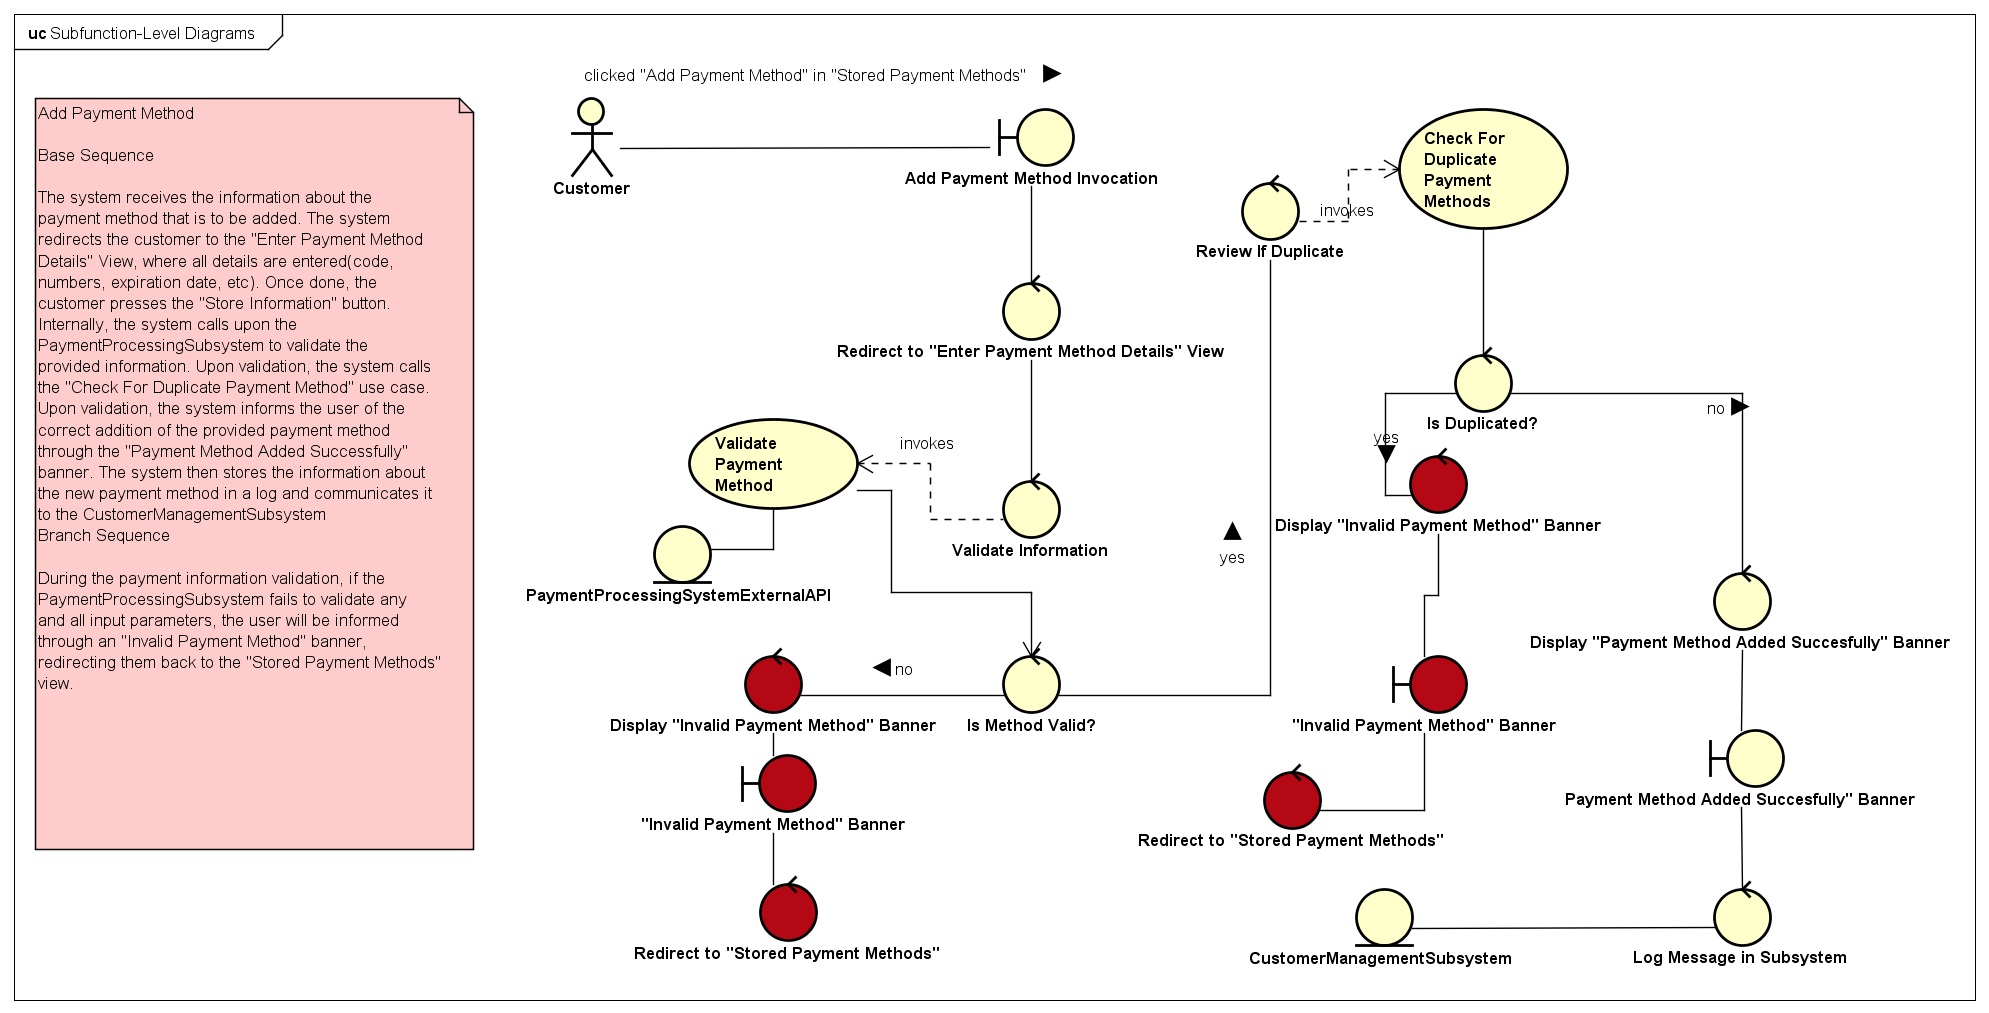 uc Subfunction-Level Diagrams
Add Payment Method
Base Sequence
The system receives the information about the
payment method that is to be added. The system
redirects the customer to the "Enter Payment Method
Details" View, where all details are entered(code,
numbers, expiration date, etc). Once done, the
customer presses the "Store Information" button.
Internally, the system calls upon the
PaymentProcessingSubsystem to validate the
provided information. Upon validation, the system calls
the "Check For Duplicate Payment Method" use case.
Upon validation, the system informs the user of the
correct addition of the provided payment method
through the "Payment Method Added Successfully"
banner. The system then stores the information about
the new payment method in a log and communicates it
to the CustomerManagementSubsystem
Branch Sequence
During the payment information validation, if the
PaymentProcessingSubsystem fails to validate any
and all input parameters, the user will be informed
through an "Invalid Payment Method" banner,
redirecting them back to the "Stored Payment Methods"
view.
clicked "Add Payment Method" in "Stored Payment Methods"
Customer
Add Payment Method Invocation
Redirect to "Enter Payment Method Details" View
Validate
Payment
Method
invokes
Validate Information
PaymentProcessingSystemExternalAPI
no
Display "Invalid Payment Method" Banner
Is Method Valid?
"Invalid Payment Method" Banner
Redirect to "Stored Payment Methods"
yes
Review If Duplicate
invokes
Check For
Duplicate
Payment
Methods
Is Duplicated?
yes
no
Display "Invalid Payment Method" Banner
"Invalid Payment Method" Banner
Redirect to "Stored Payment Methods"
Display "Payment Method Added Succesfully" Banner
Payment Method Added Succesfully" Banner
CustomerManagementSubsystem
Log Message in Subsystem